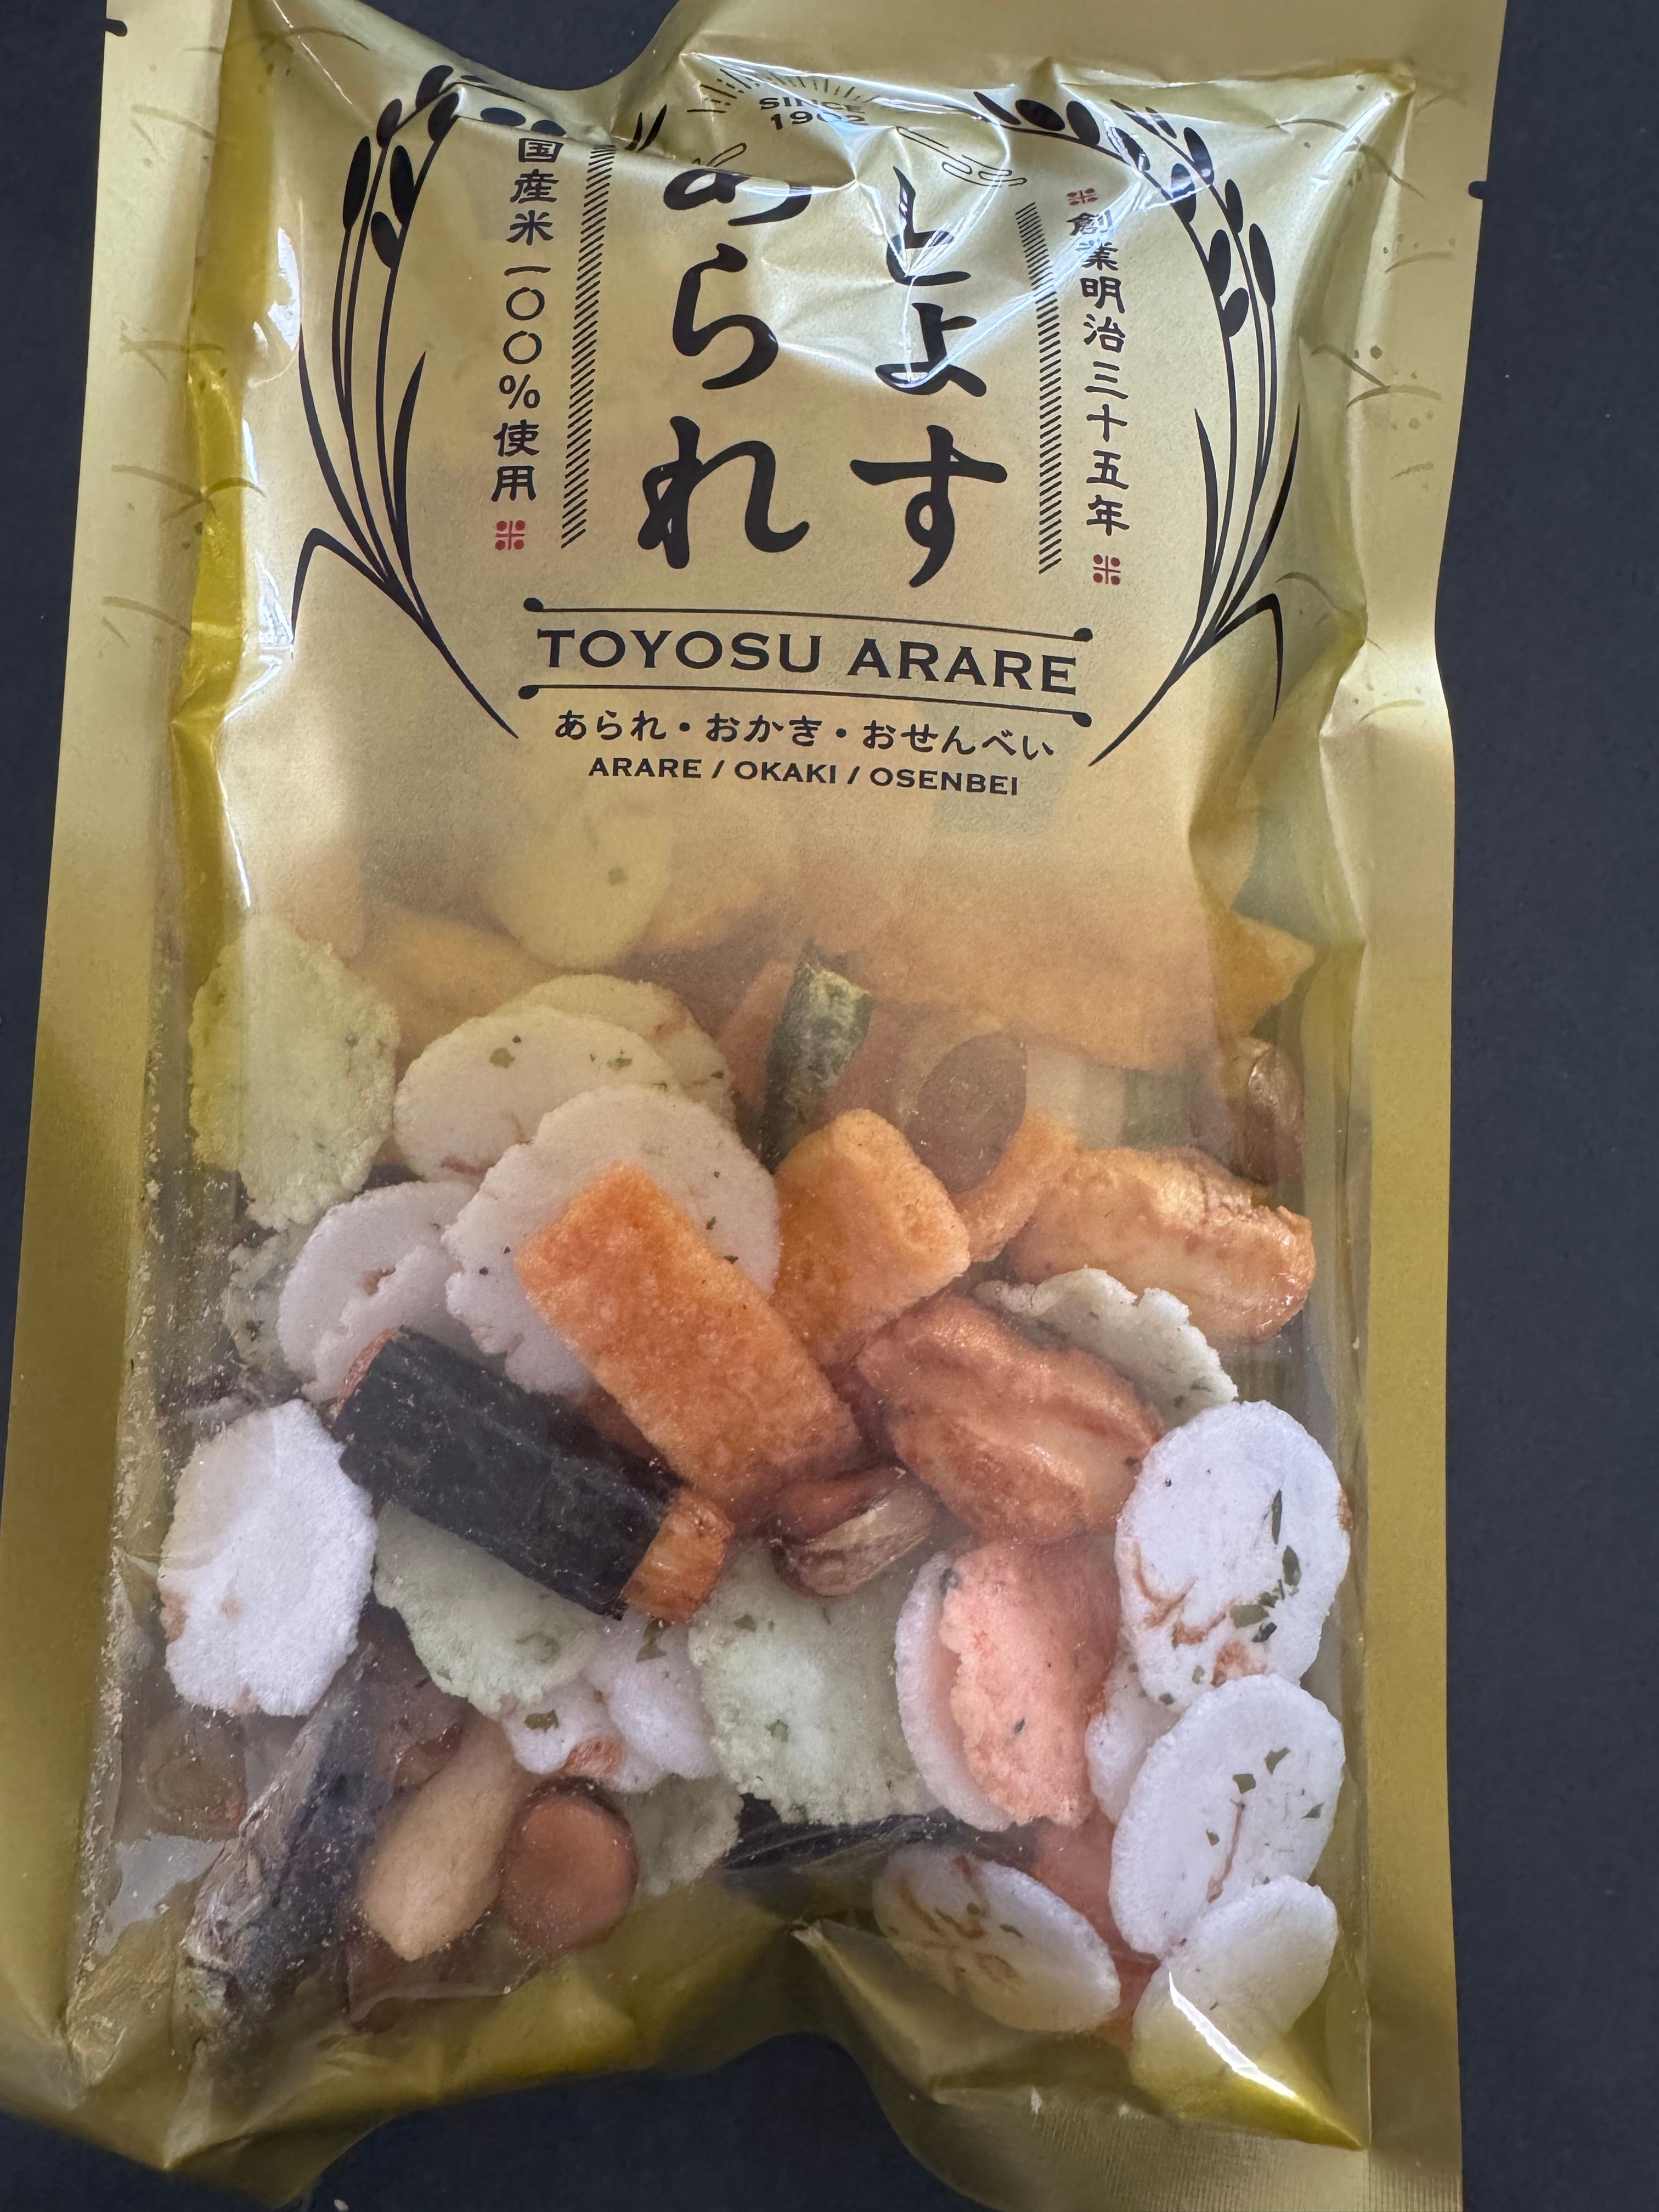 SINCE
1902
創業明治三十五年
とよす
あられ
国産米一〇〇%使用
TOYOSU ARARE
あられ・おかき・おせんべい
ARARE / OKAKI / OSENBEI